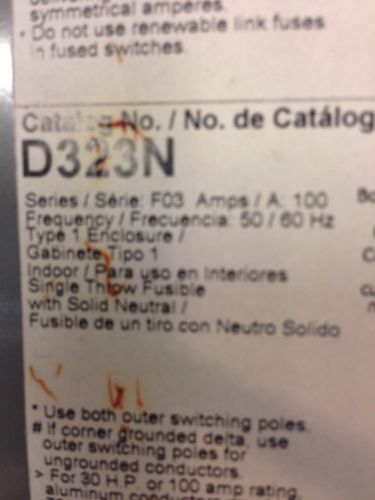 symmetrical amperes.
• Do not use renewable link fuses
in fused switches.
Catalog No. / No. de Catálog
D323N
Series / Série: F03 Amps / A: 100
Frequency / Frecuencia: 50 / 60 Hz
Type 1 Enclosure /
Gabinete Tipo 1
Indoor / Para uso en Interiores
Single Throw Fusible
with Solid Neutral /
Fusible de un tiro con Neutro Solido
* Use both outer switching poles.
# If corner grounded delta, use
outer switching poles for
ungrounded conductors.
> For 30 H.P. or 100 amp rating
aluminum